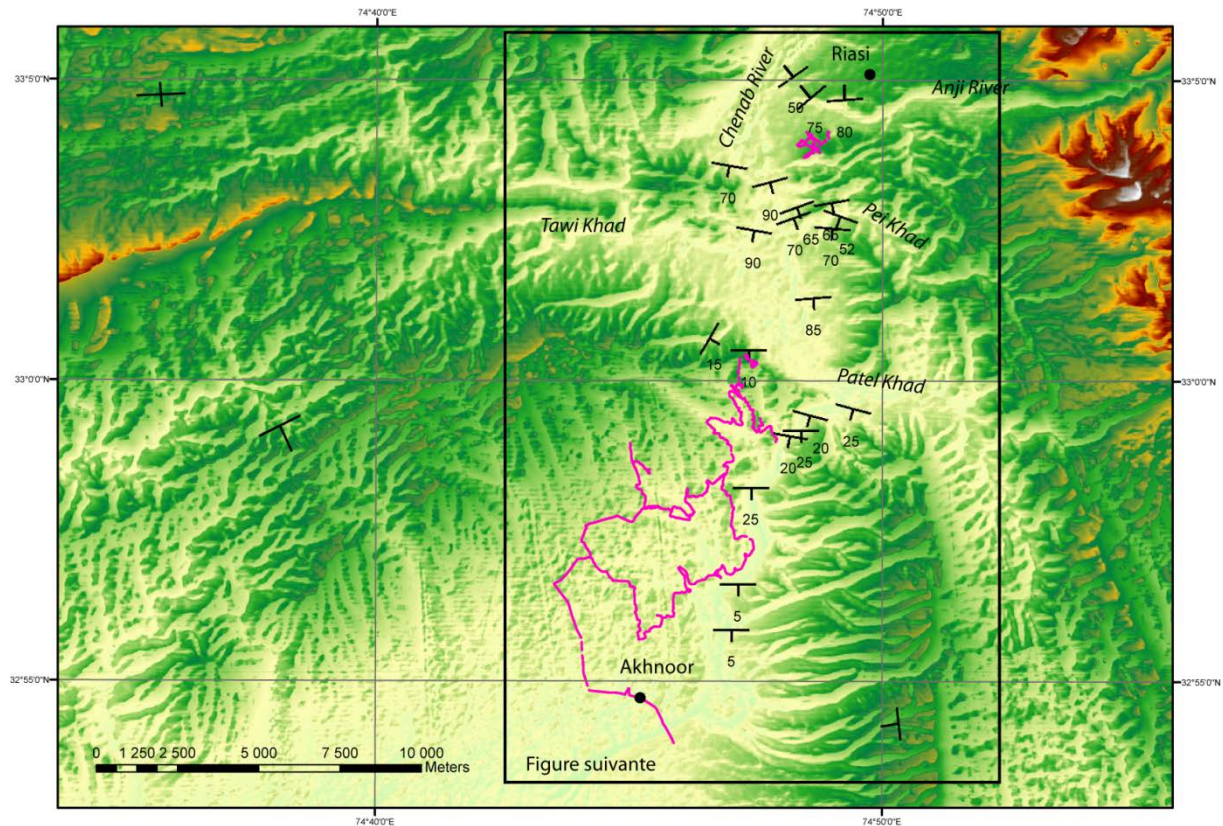 74°40'0"E
74°50'0"E
33°5'0"N
33°5'0"N
Riasi
Chenab River
Anji River
50
75
80
70
90
Tawi Khad
Pei Khad
65
65
70
52
90
70
85
15
10
33°0'0"N
33°0'0"N
Patel Khad
20
25
20
25
25
5
5
Akhnoor
32°55'0"N
32°55'0"N
0
1 250
2 500
5 000
7 500
10 000
Meters
Figure suivante
74°40'0"E
74°50'0"E